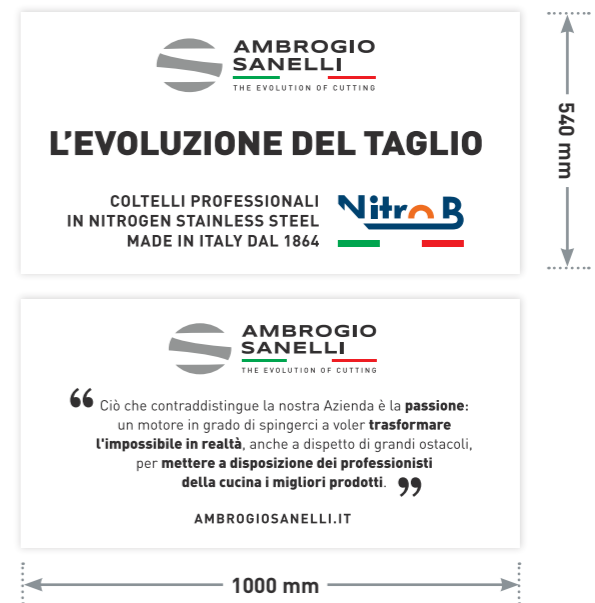 AMBROGIO
SANELLI
THE EVOLUTION OF CUTTING
L'EVOLUZIONE DEL TAGLIO
COLTELLI PROFESSIONALI
IN NITROGEN STAINLESS STEEL
MADE IN ITALY DAL 1864
Nitro B
540 mm
AMBROGIO
SANELLI
THE EVOLUTION OF CUTTING
“ Ciò che contraddistingue la nostra Azienda è la passione:
un motore in grado di spingerci a voler trasformare
l'impossibile in realtà, anche a dispetto di grandi ostacoli,
per mettere a disposizione dei professionisti
della cucina i migliori prodotti. ”
AMBROGIOSANELLI.IT
1000 mm